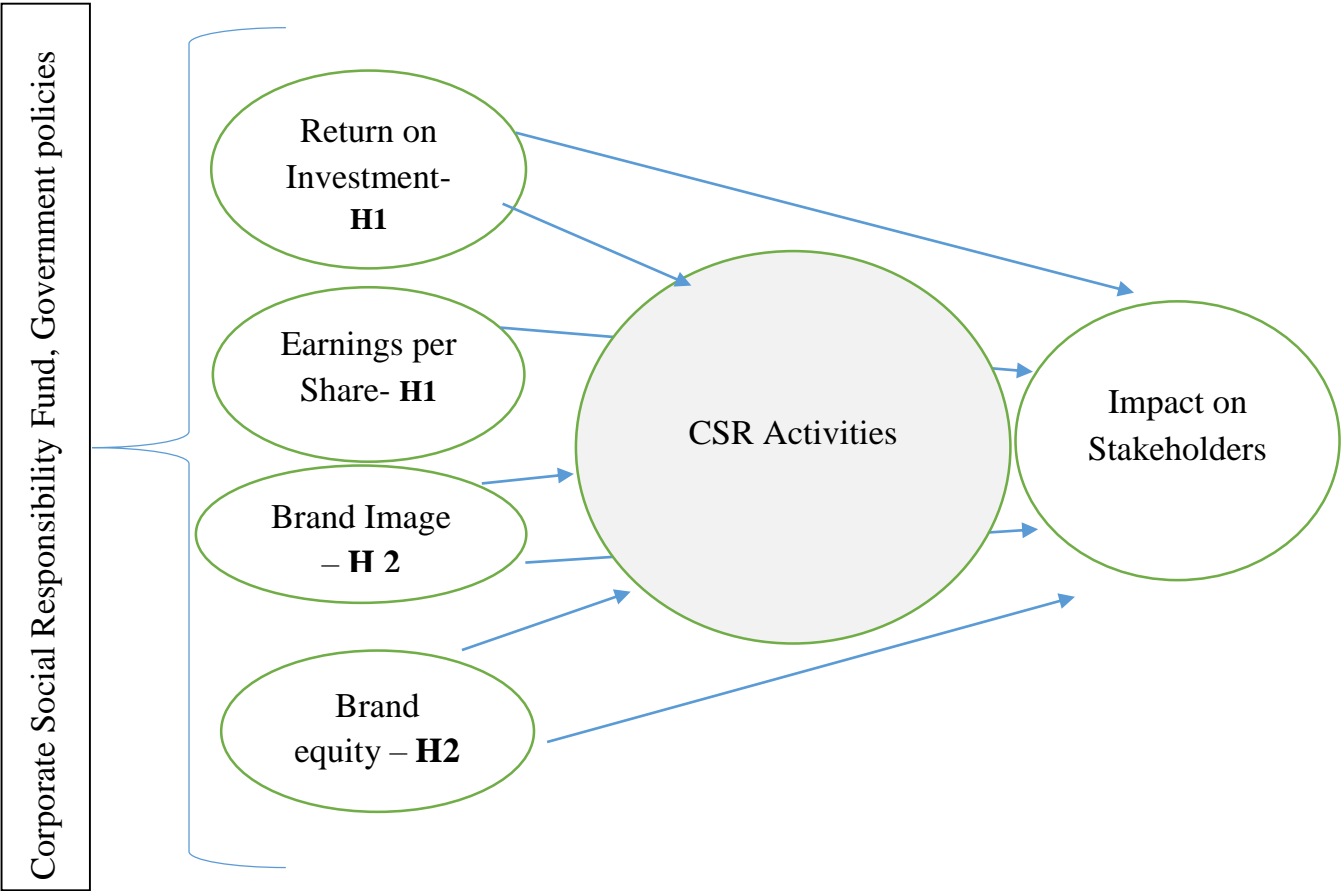 Corporate Social Responsibility Fund, Government policies
Return on
Investment-
H1
Earnings per
Share- H1
Brand Image
– H 2
Brand
equity – H2
CSR Activities
Impact on
Stakeholders